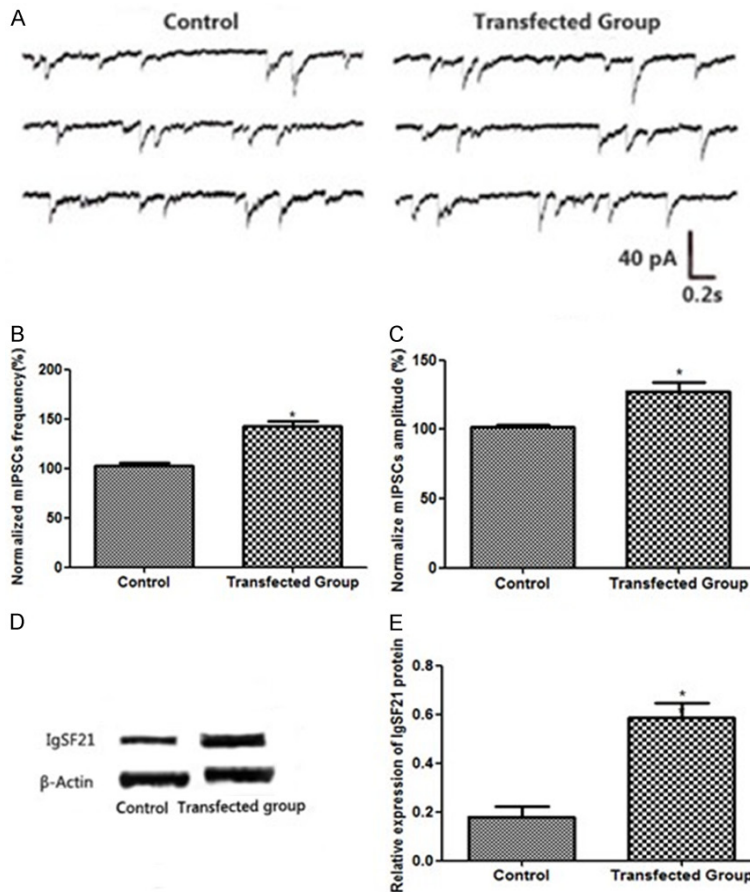 A
Control
Transfected Group
40 pA
0.2s
B
Normalized mIPSCs frequency(%)
200
150
100
50
0
*
Control
Transfected Group
C
Normalize mIPSCs amplitude (%)
150
100
50
0
*
Control
Transfected Group
D
IgSF21
β-Actin
Control
Transfected group
E
Relative expression of IgSF21 protein
0.8
0.6
0.4
0.2
0.0
*
Control
Transfected Group